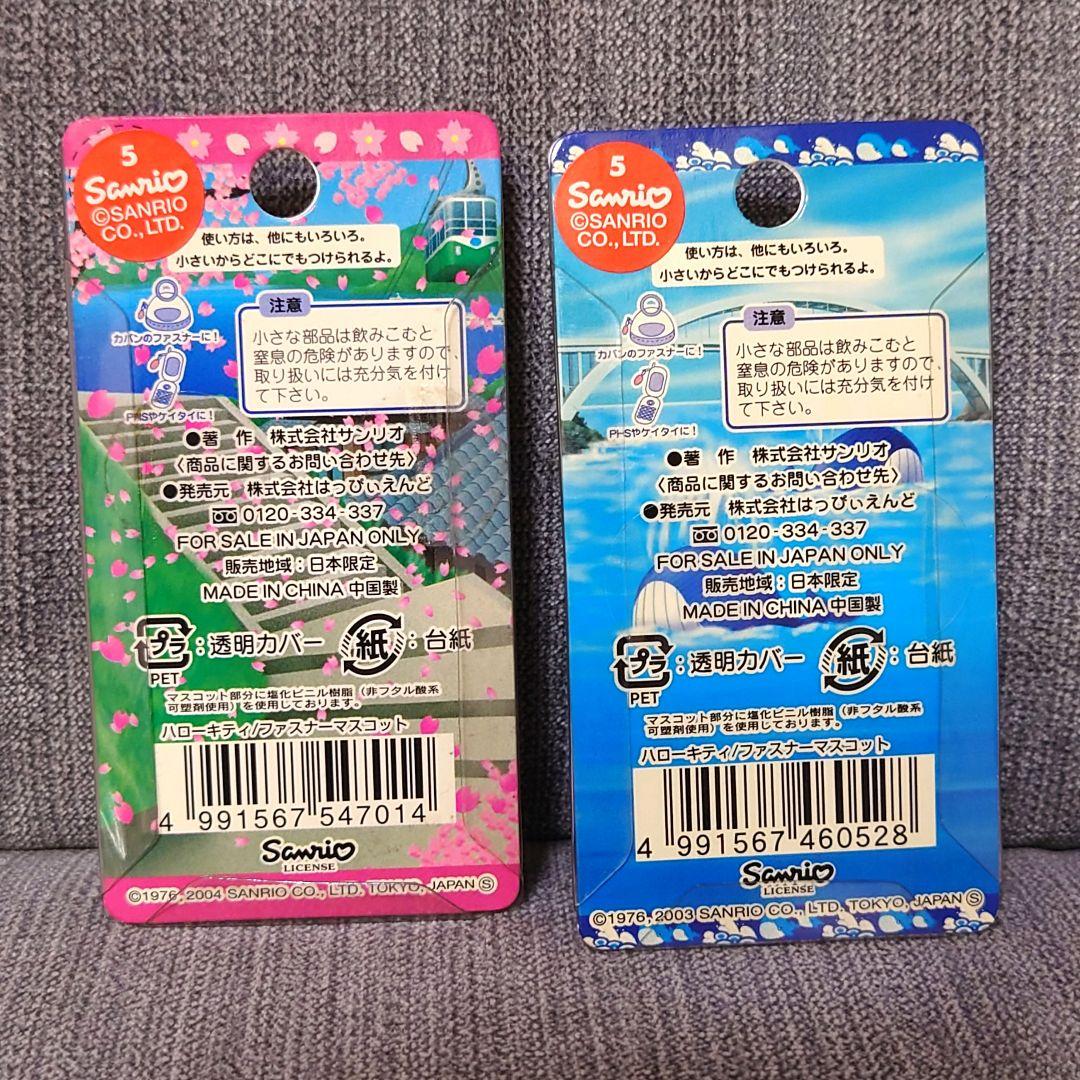 5
Sanrio
©SANRIO
CO., LTD.
使い方は、他にもいろいろ。
小さいからどこにでもつけられるよ。
カバンのファスナーに！
PHSやケイタイに！
注意
小さな部品は飲みこむと
窒息の危険がありますので、
取り扱いには充分気を付け
て下さい。
●著　作　株式会社サンリオ
〈商品に関するお問い合わせ先〉
●発売元　株式会社はっぴぃえんど
0120-334-337
FOR SALE IN JAPAN ONLY
販売地域：日本限定
MADE IN CHINA 中国製
プラ：透明カバー 紙：台紙
PET
マスコット部分に塩化ビニル樹脂（非フタル酸系
可塑剤使用）を使用しております。
ハローキティ/ファスナーマスコット
4 991567 547014
Sanrio
LICENSE
©1976, 2004 SANRIO CO., LTD. TOKYO, JAPAN Ⓢ
5
Sanrio
©SANRIO
CO., LTD.
使い方は、他にもいろいろ。
小さいからどこにでもつけられるよ。
カバンのファスナーに！
PHSやケイタイに！
注意
小さな部品は飲みこむと
窒息の危険がありますので、
取り扱いには充分気を付け
て下さい。
●著　作　株式会社サンリオ
〈商品に関するお問い合わせ先〉
●発売元　株式会社はっぴぃえんど
0120-334-337
FOR SALE IN JAPAN ONLY
販売地域：日本限定
MADE IN CHINA 中国製
プラ：透明カバー 紙：台紙
PET
マスコット部分に塩化ビニル樹脂（非フタル酸系
可塑剤使用）を使用しております。
ハローキティ/ファスナーマスコット
4 991567 460528
Sanrio
LICENSE
©1976, 2003 SANRIO CO., LTD. TOKYO, JAPAN Ⓢ